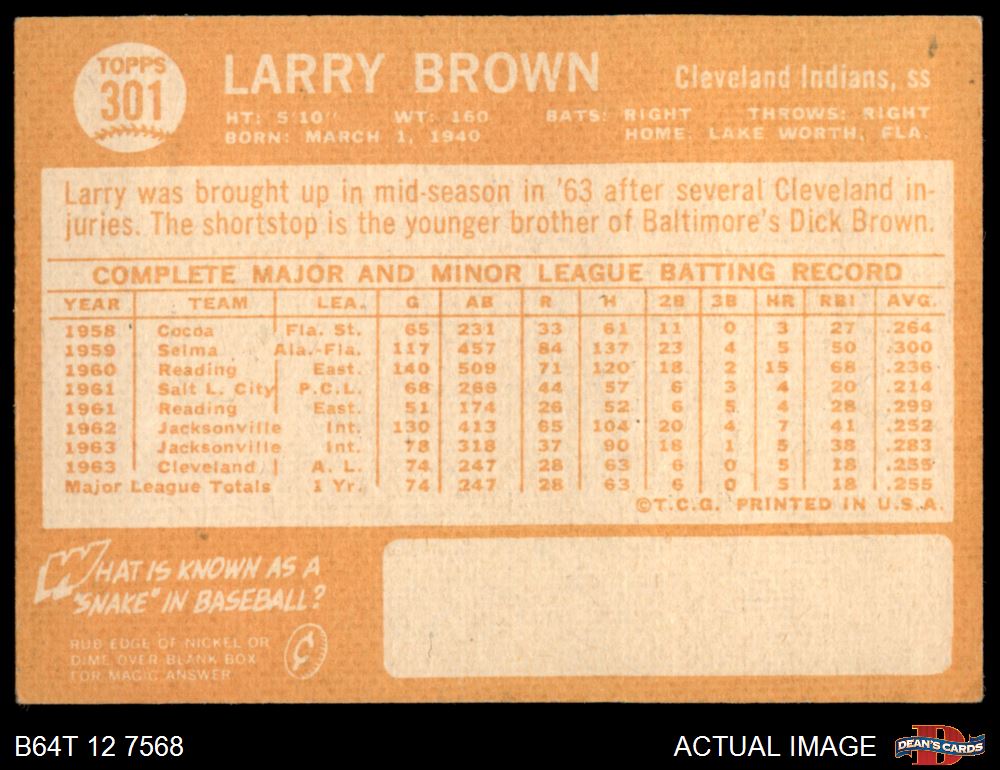 TOPPS
301
LARRY BROWN
Cleveland Indians, ss
HT: 5'10" WT: 160 BATS: RIGHT THROWS: RIGHT
BORN: MARCH 1, 1940 HOME: LAKE WORTH, FLA.
Larry was brought up in mid-season in '63 after several Cleveland in-
juries. The shortstop is the younger brother of Baltimore's Dick Brown.
COMPLETE MAJOR AND MINOR LEAGUE BATTING RECORD
YEAR TEAM LEA. G AB R H 2B 3B HR RBI AVG.
1958 Cocoa Fla. St. 65 231 33 61 11 0 3 27 .264
1959 Selma Ala.-Fla. 117 457 84 137 23 4 5 50 .300
1960 Reading East. 140 509 71 120 18 2 15 68 .236
1961 Salt L. City P.C.L. 68 266 44 57 6 3 4 20 .214
1961 Reading East. 51 174 26 52 6 5 4 28 .299
1962 Jacksonville Int. 130 413 65 104 20 4 7 41 .252
1963 Jacksonville Int. 78 318 37 90 18 1 5 38 .283
1963 Cleveland A. L. 74 247 28 63 6 0 5 18 .255
Major League Totals 1 Yr. 74 247 28 63 6 0 5 18 .255
©T.C.G. PRINTED IN U.S.A.
WHAT IS KNOWN AS A
"SNAKE" IN BASEBALL?
RUB EDGE OF NICKEL OR
DIME OVER BLANK BOX
FOR MAGIC ANSWER
B64T 12 7568
ACTUAL IMAGE
DEAN'S CARDS